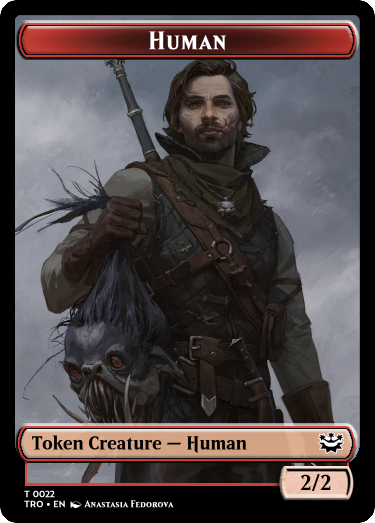 Human
Token Creature — Human
2/2
T 0022
TRO • EN Anastasia Fedorova